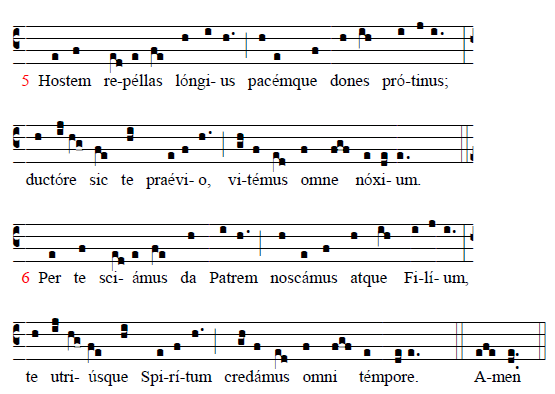 5 Hostem re-péllas lóngi- us pacémque dones pró-tinus;
ductóre sic te praévi- o, vi-témus omne nóxi- um.
6 Per te sci- ámus da Patrem noscámus atque Fi-lí- um,
te utri- úsque Spi-rí-tum credámus omni témpore. A-men